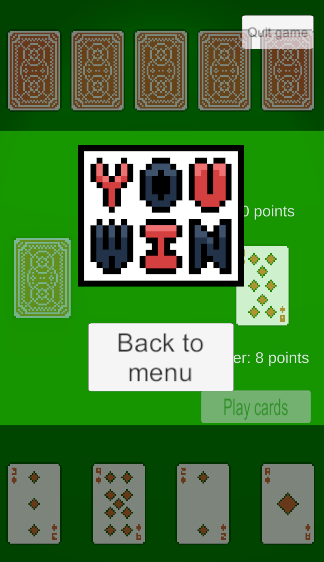 Quit game
0 points
YOU
WIN
Back to
menu
er: 8 points
Play cards